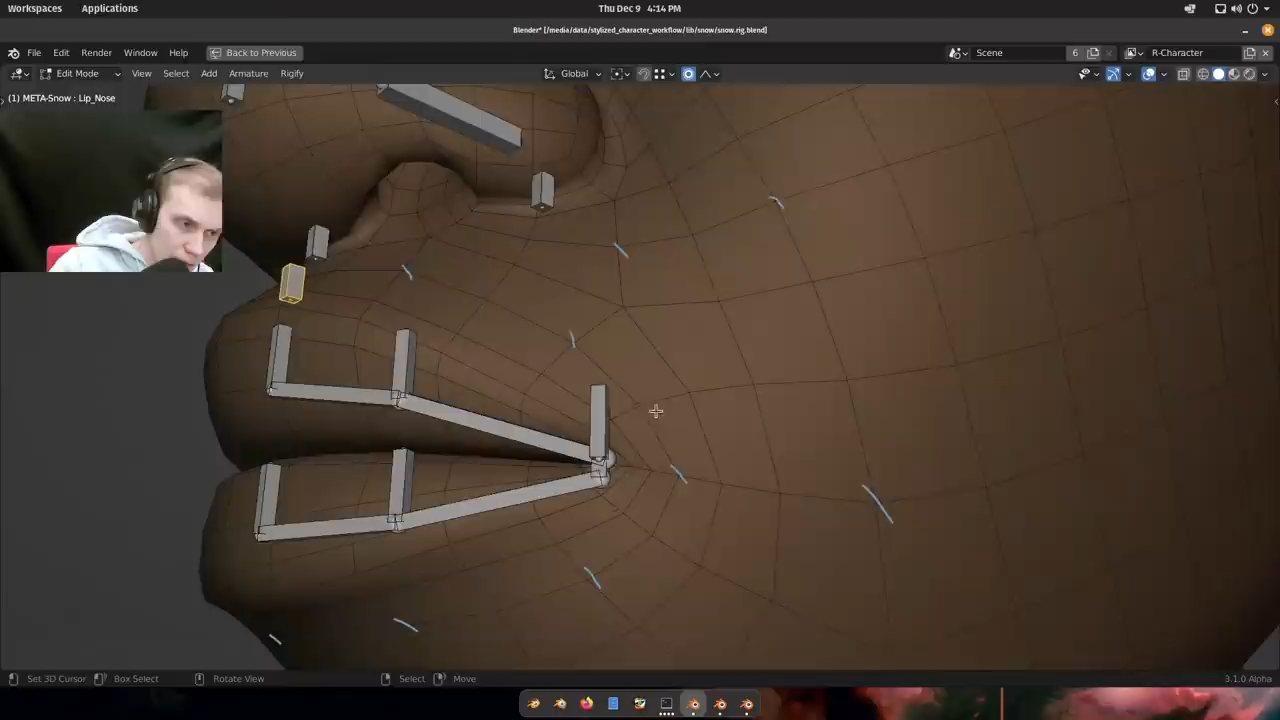 Workspaces Applications Thu Dec 9 4:14 PM
Blender* [/media/data/stylized_character_workflow/lib/snow/snow.rig.blend]
File Edit Render Window Help Back to Previous Scene 6 R-Character
Edit Mode View Select Add Armature Rigify Global
(1) META-Snow : Lip_Nose
Set 3D Cursor Box Select Rotate View Select Move 3.1.0 Alpha